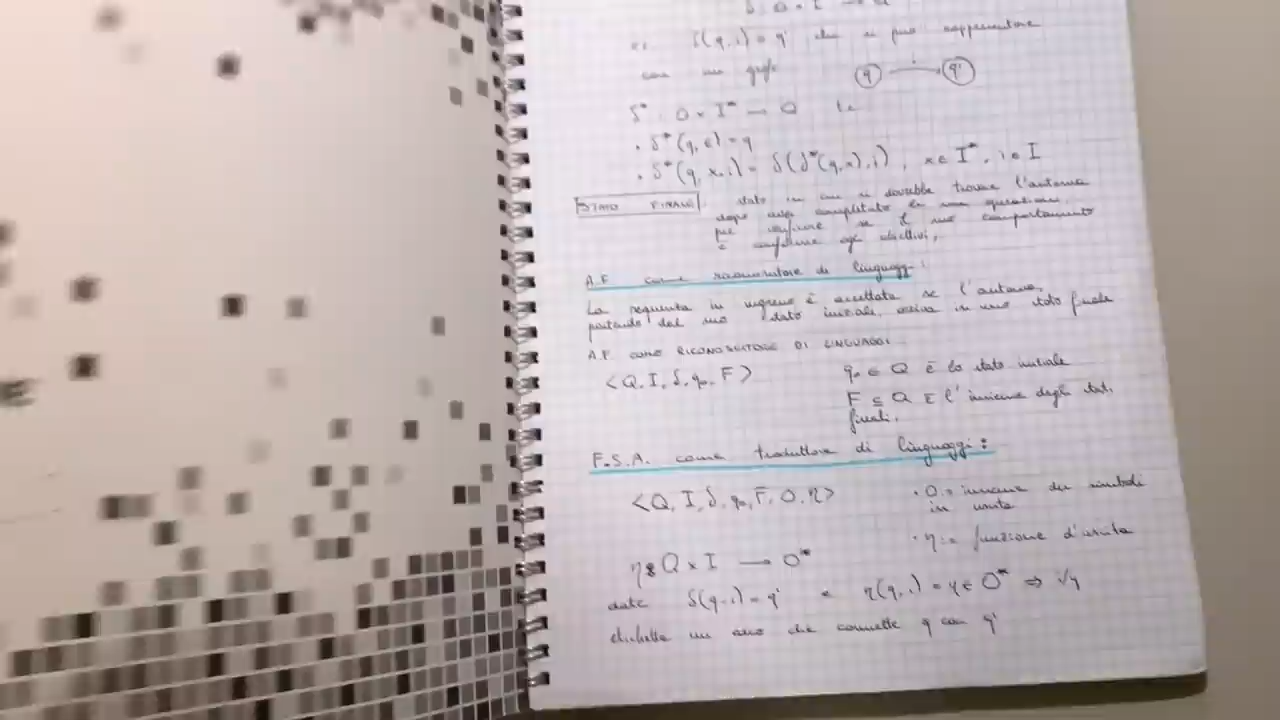 δ : Q × I → Q
δ(q, i) = q' che si può rappresentare
con un grafo q i q'
δ* : Q × I* → Q
• δ*(q, ε) = q
• δ*(q, x.i) = δ(δ*(q, x), i), x ∈ I*, i ∈ I
STATO FINALE stato in cui si dovrebbe trovare l'automa
dopo aver completato
per verificare se il suo comportamento
è conforme agli obiettivi.
A.F. come riconoscitore di linguaggi:
La sequenza in ingresso è accettata se l'automa,
partendo dal suo stato iniziale, arriva in uno stato finale
A.F. COME RICONOSCITORE DI LINGUAGGI
<Q, I, δ, q₀, F> q₀ ∈ Q è lo stato iniziale
F ⊆ Q È l'insieme degli stati
finali.
F.S.A. come traduttore di linguaggi:
<Q, I, δ, q₀, F, O, η> • O := insieme dei simboli
in uscita
• η := funzione d'uscita
η : Q × I → O*
date δ(q, i) = q' e η(q, i) = y ∈ O* ⇒ i/y
etichetta un arco che connette q con q'